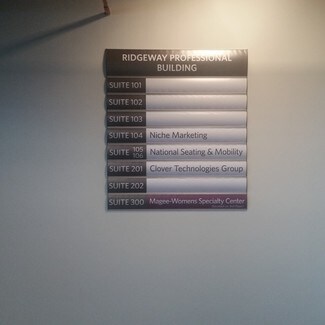 RIDGEWAY PROFESSIONAL
BUILDING
SUITE 101
SUITE 102
SUITE 103
SUITE 104 Niche Marketing
SUITE 105 106 National Seating & Mobility
SUITE 201 Clover Technologies Group
SUITE 202
SUITE 300 Magee-Womens Specialty Center